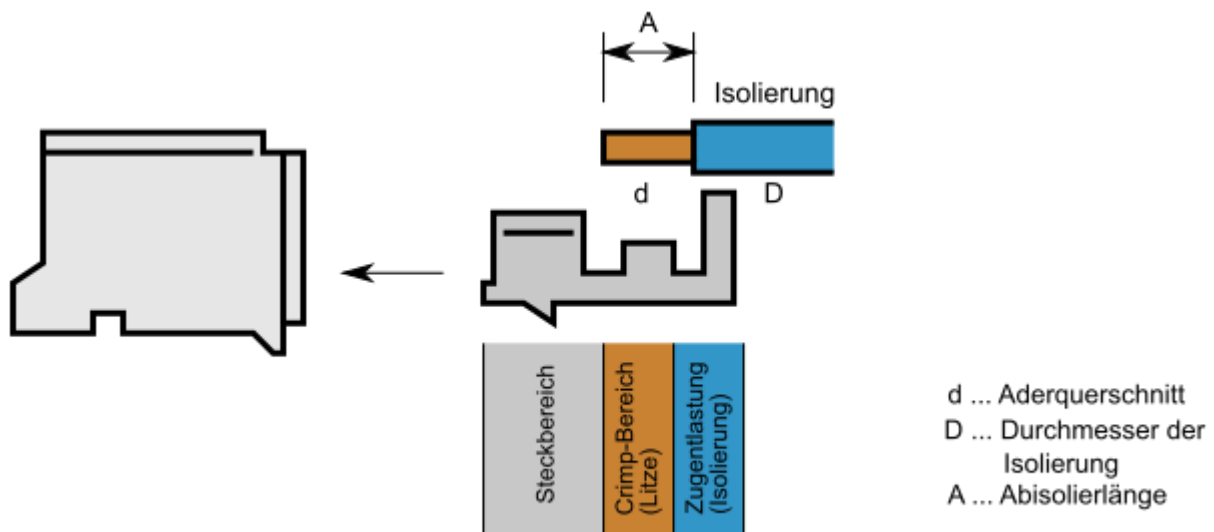 A
Isolierung
d
D
Steckbereich
Crimp-Bereich
(Litze)
Zugentlastung
(Isolierung)
d ... Aderquerschnitt
D ... Durchmesser der
Isolierung
A ... Abisolierlänge